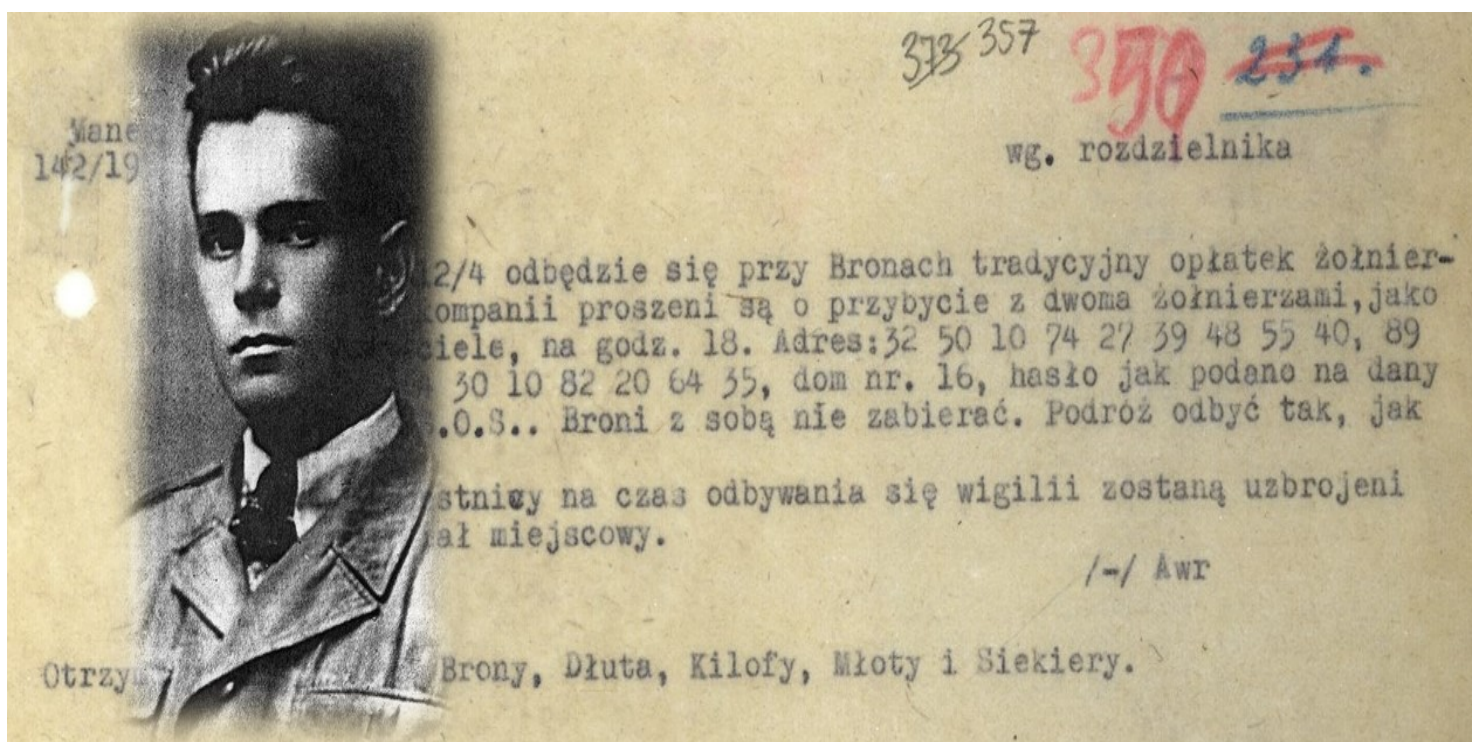 373 357 350 231.
Mane
142/19
wg. rozdzielnika
12/4 odbędzie się przy Bronach tradycyjny opłatek żołnier-
ompanii proszeni są o przybycie z dwoma żołnierzami,jako
ciele, na godz. 18. Adres:32 50 10 74 27 39 48 55 40, 89
30 10 82 20 64 35, dom nr. 16, hasło jak podano na dany
.O.S.. Broni z sobą nie zabierać. Podróż odbyć tak, jak
stnicy na czas odbywania się wigilii zostaną uzbrojeni
ał miejscowy.
/-/ Awr
Otrzy Brony, Dłuta, Kilofy, Młoty i Siekiery.